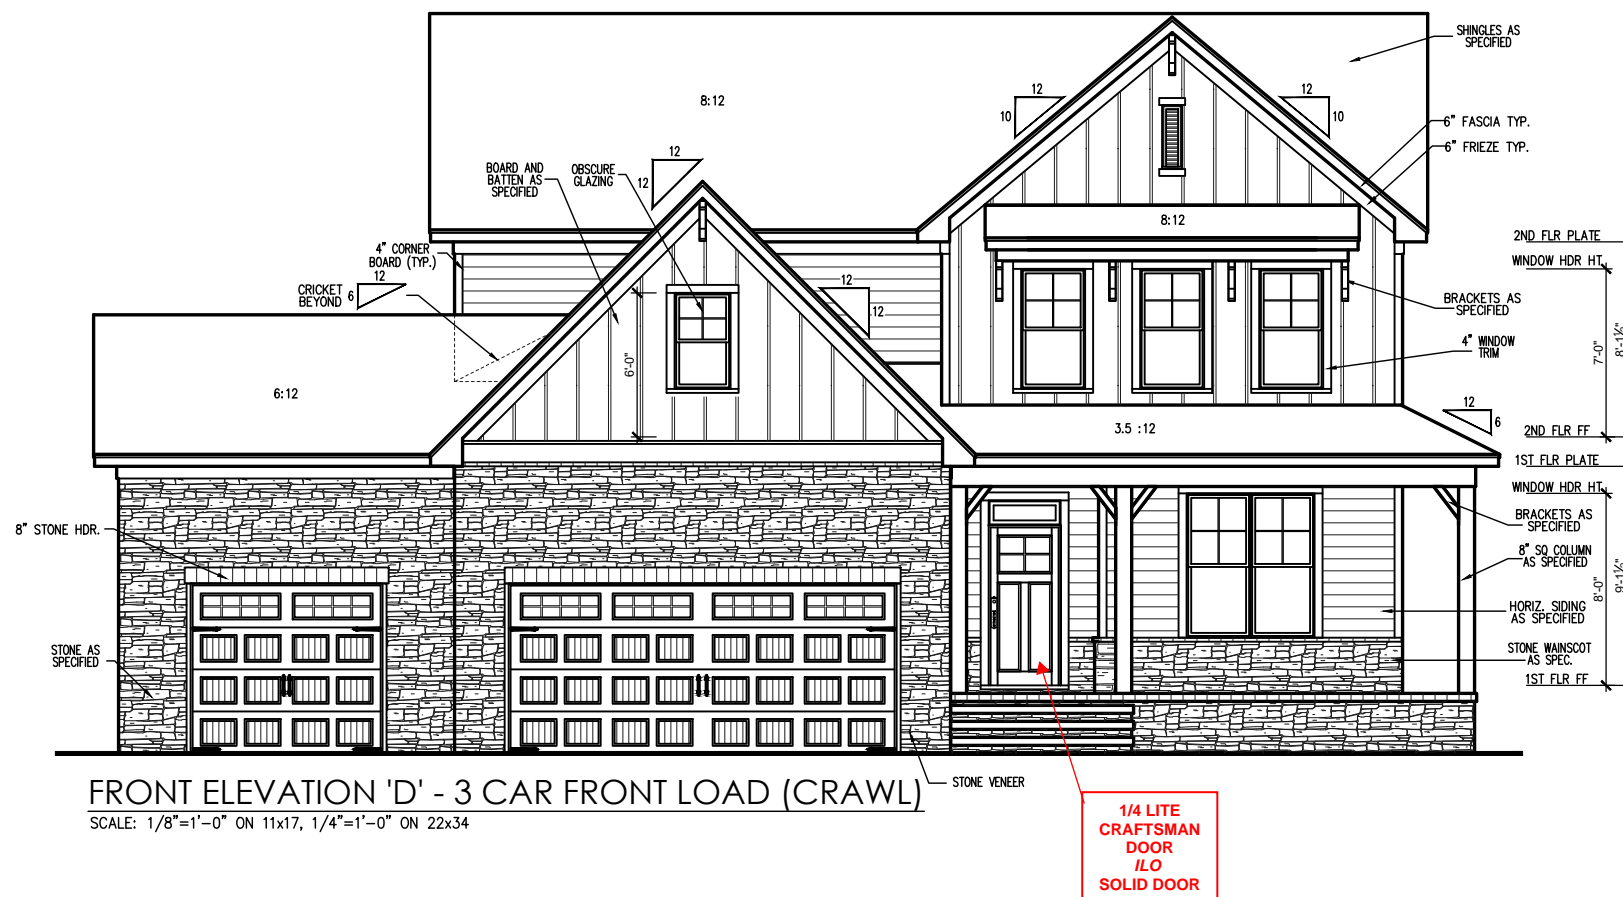 SHINGLES AS
SPECIFIED
8:12
12
10
12
10
6" FASCIA TYP.
6" FRIEZE TYP.
BOARD AND
BATTEN AS
SPECIFIED
OBSCURE
GLAZING
12
12
8:12
2ND FLR PLATE
WINDOW HDR HT.
4" CORNER
BOARD (TYP.)
CRICKET
BEYOND
12
6
12
12
BRACKETS AS
SPECIFIED
4" WINDOW
TRIM
7'-0"
8'-1½"
6'-0"
6:12
3.5 :12
12
6
2ND FLR FF
1ST FLR PLATE
WINDOW HDR HT.
BRACKETS AS
SPECIFIED
8" STONE HDR.
8" SQ COLUMN
AS SPECIFIED
8'-0"
9'-1½"
HORIZ. SIDING
AS SPECIFIED
STONE AS
SPECIFIED
STONE WAINSCOT
AS SPEC.
1ST FLR FF
STONE VENEER
FRONT ELEVATION 'D' - 3 CAR FRONT LOAD (CRAWL)
SCALE: 1/8"=1'-0" ON 11x17, 1/4"=1'-0" ON 22x34
1/4 LITE
CRAFTSMAN
DOOR
ILO
SOLID DOOR